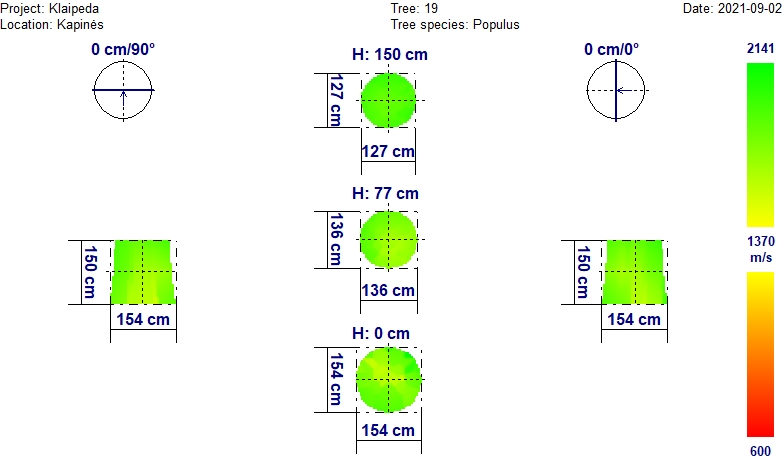 Project: Klaipeda
Tree: 19
Date: 2021-09-02
Location: Kapinės
Tree species: Populus
0 cm/90°
H: 150 cm
0 cm/0°
2141
127 cm
127 cm
H: 77 cm
136 cm
136 cm
150 cm
154 cm
150 cm
154 cm
1370
m/s
H: 0 cm
154 cm
154 cm
600